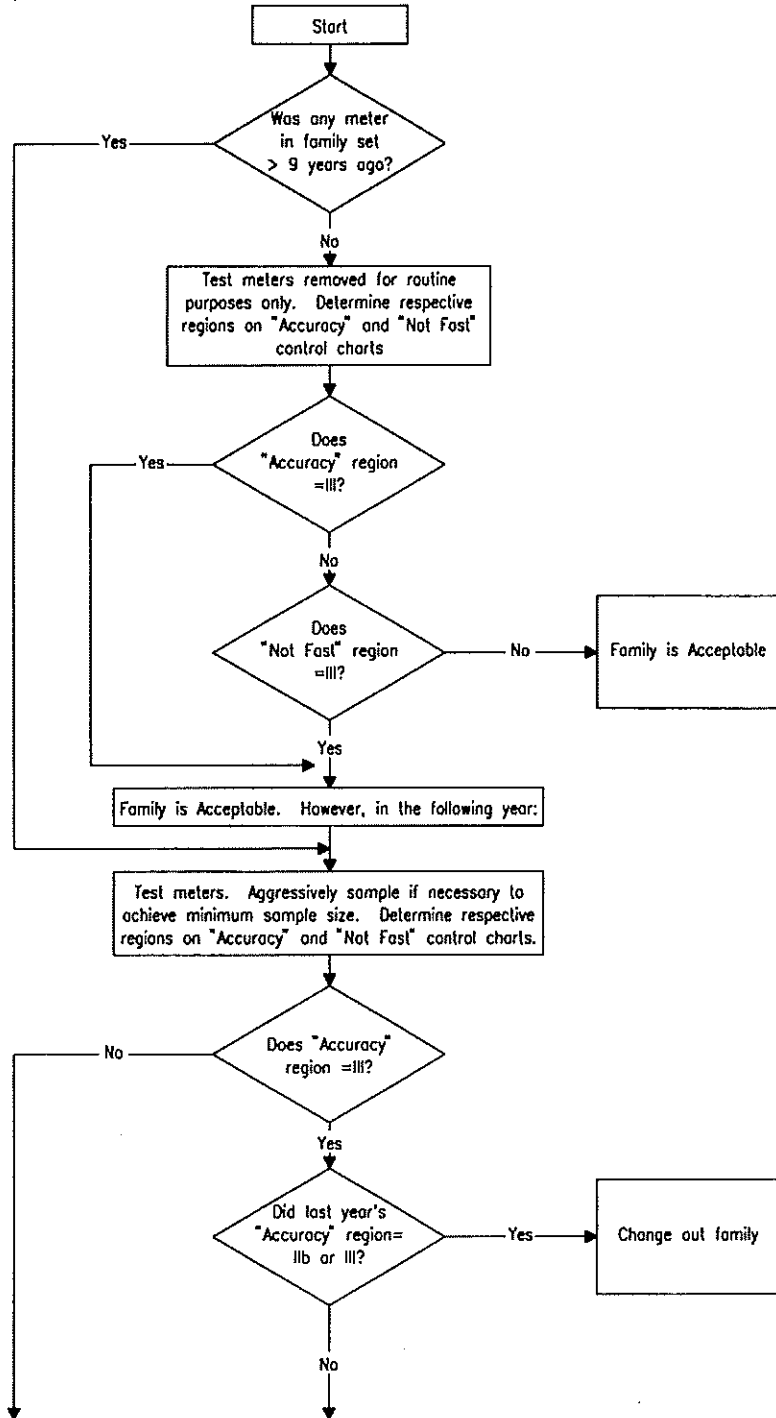 Start
Was any meter
in family set
> 9 years ago?
Yes
No
Test meters removed for routine
purposes only. Determine respective
regions on "Accuracy" and "Not Fast"
control charts
Does
"Accuracy" region
=III?
Yes
No
Does
"Not Fast" region
=III?
No
Family is Acceptable
Yes
Family is Acceptable. However, in the following year:
Test meters. Aggressively sample if necessary to
achieve minimum sample size. Determine respective
regions on "Accuracy" and "Not Fast" control charts.
Does "Accuracy"
region =III?
No
Yes
Did last year's
"Accuracy" region=
IIb or III?
Yes
Change out family
No